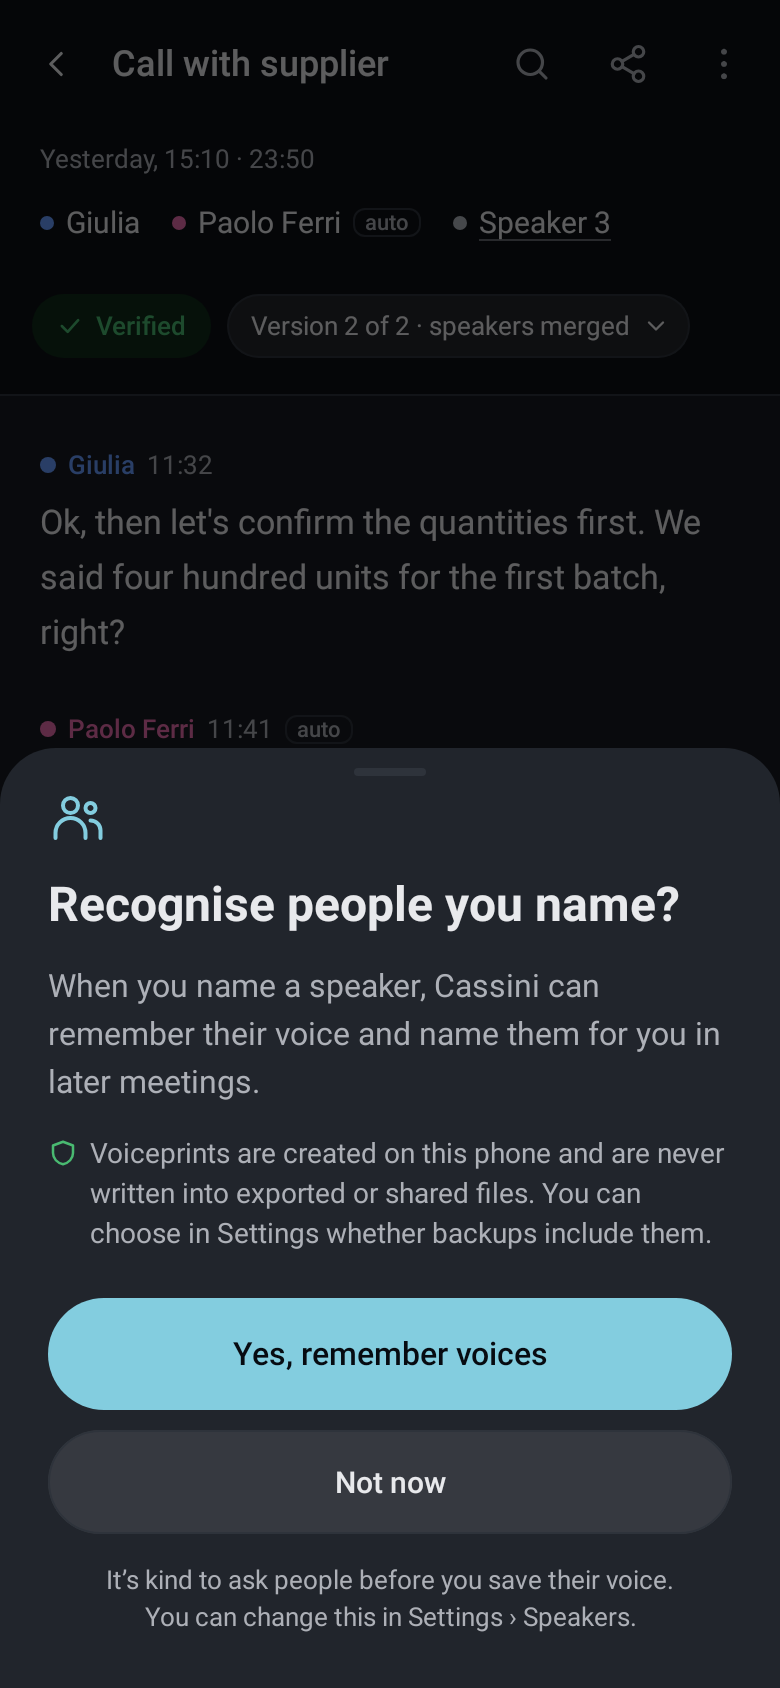 Call with supplier
Yesterday, 15:10 · 23:50
Giulia Paolo Ferri auto Speaker 3
Verified Version 2 of 2 · speakers merged
Giulia 11:32
Ok, then let's confirm the quantities first. We
said four hundred units for the first batch,
right?
Paolo Ferri 11:41 auto
Recognise people you name?
When you name a speaker, Cassini can
remember their voice and name them for you in
later meetings.
Voiceprints are created on this phone and are never
written into exported or shared files. You can
choose in Settings whether backups include them.
Yes, remember voices
Not now
It’s kind to ask people before you save their voice.
You can change this in Settings › Speakers.